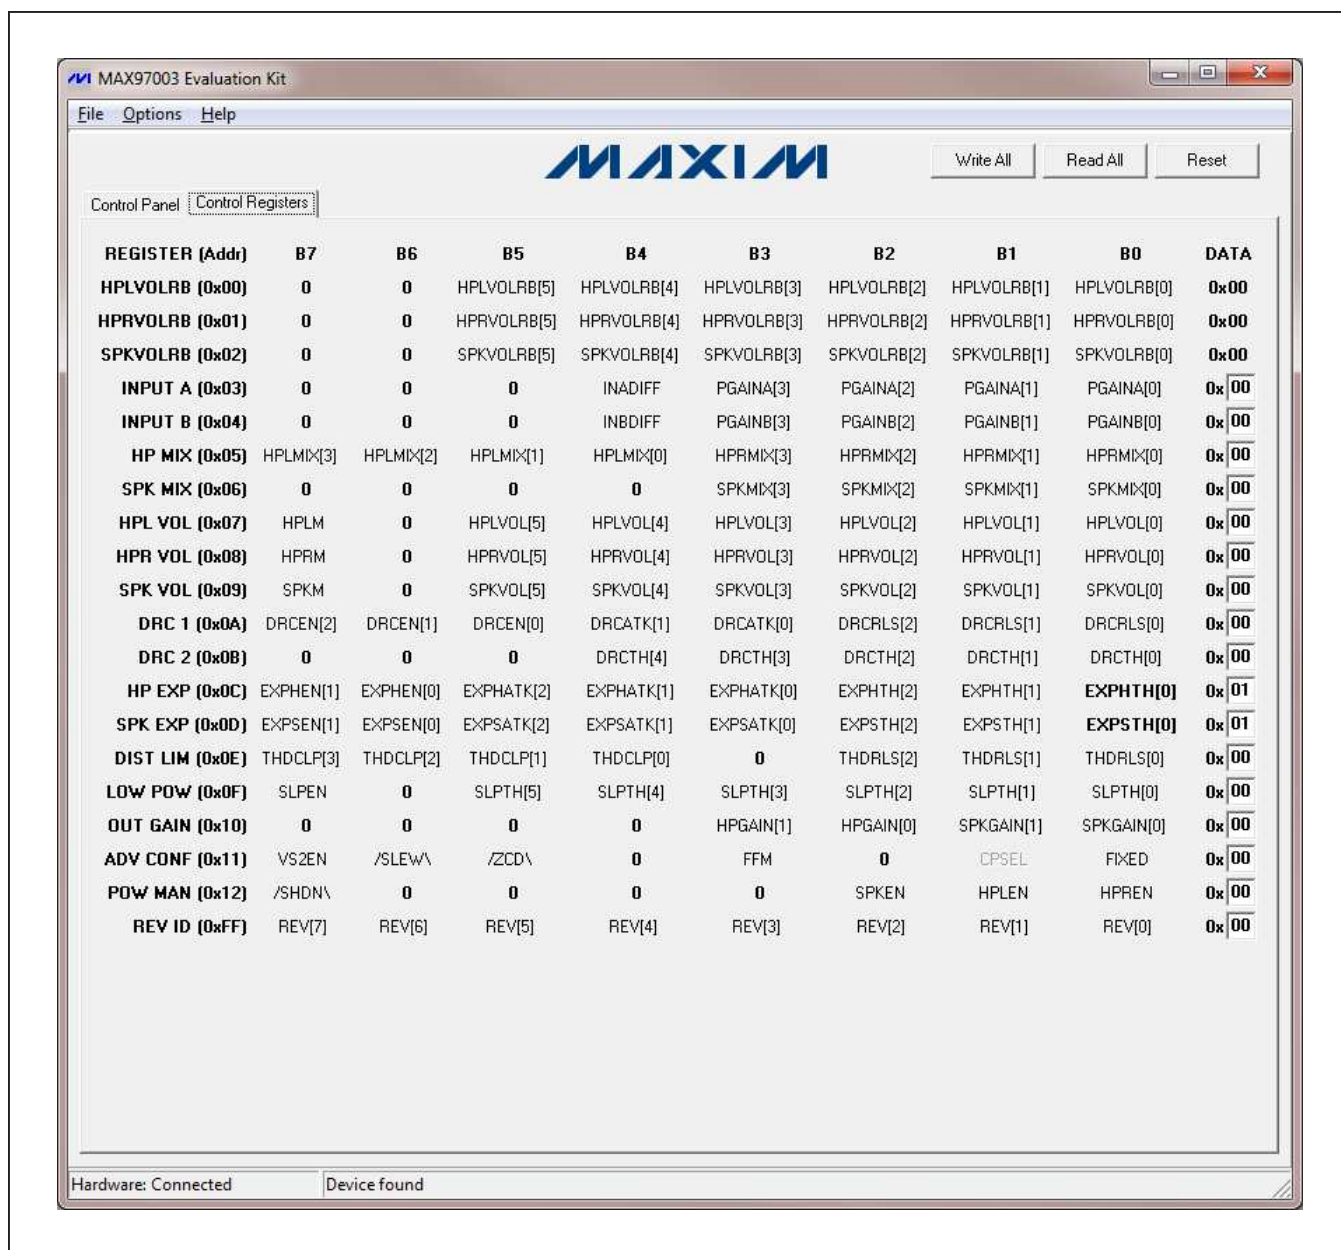 MAX97003 Evaluation Kit
File Options Help
MAXIM Write All Read All Reset
Control Panel Control Registers
REGISTER (Addr) B7 B6 B5 B4 B3 B2 B1 B0 DATA
HPLVOLRB (0x00) 0 0 HPLVOLRB[5] HPLVOLRB[4] HPLVOLRB[3] HPLVOLRB[2] HPLVOLRB[1] HPLVOLRB[0] 0x00
HPRVOLRB (0x01) 0 0 HPRVOLRB[5] HPRVOLRB[4] HPRVOLRB[3] HPRVOLRB[2] HPRVOLRB[1] HPRVOLRB[0] 0x00
SPKVOLRB (0x02) 0 0 SPKVOLRB[5] SPKVOLRB[4] SPKVOLRB[3] SPKVOLRB[2] SPKVOLRB[1] SPKVOLRB[0] 0x00
INPUT A (0x03) 0 0 0 INADIFF PGAINA[3] PGAINA[2] PGAINA[1] PGAINA[0] 0x 00
INPUT B (0x04) 0 0 0 INBDIFF PGAINB[3] PGAINB[2] PGAINB[1] PGAINB[0] 0x 00
HP MIX (0x05) HPLMIX[3] HPLMIX[2] HPLMIX[1] HPLMIX[0] HPRMIX[3] HPRMIX[2] HPRMIX[1] HPRMIX[0] 0x 00
SPK MIX (0x06) 0 0 0 0 SPKMIX[3] SPKMIX[2] SPKMIX[1] SPKMIX[0] 0x 00
HPL VOL (0x07) HPLM 0 HPLVOL[5] HPLVOL[4] HPLVOL[3] HPLVOL[2] HPLVOL[1] HPLVOL[0] 0x 00
HPR VOL (0x08) HPRM 0 HPRVOL[5] HPRVOL[4] HPRVOL[3] HPRVOL[2] HPRVOL[1] HPRVOL[0] 0x 00
SPK VOL (0x09) SPKM 0 SPKVOL[5] SPKVOL[4] SPKVOL[3] SPKVOL[2] SPKVOL[1] SPKVOL[0] 0x 00
DRC 1 (0x0A) DRCEN[2] DRCEN[1] DRCEN[0] DRCATK[1] DRCATK[0] DRCRLS[2] DRCRLS[1] DRCRLS[0] 0x 00
DRC 2 (0x0B) 0 0 0 DRCTH[4] DRCTH[3] DRCTH[2] DRCTH[1] DRCTH[0] 0x 00
HP EXP (0x0C) EXPHEN[1] EXPHEN[0] EXPHATK[2] EXPHATK[1] EXPHATK[0] EXPHTH[2] EXPHTH[1] EXPHTH[0] 0x 01
SPK EXP (0x0D) EXPSEN[1] EXPSEN[0] EXPSATK[2] EXPSATK[1] EXPSATK[0] EXPSTH[2] EXPSTH[1] EXPSTH[0] 0x 01
DIST LIM (0x0E) THDCLP[3] THDCLP[2] THDCLP[1] THDCLP[0] 0 THDRLS[2] THDRLS[1] THDRLS[0] 0x 00
LOW POW (0x0F) SLPEN 0 SLPTH[5] SLPTH[4] SLPTH[3] SLPTH[2] SLPTH[1] SLPTH[0] 0x 00
OUT GAIN (0x10) 0 0 0 0 HPGAIN[1] HPGAIN[0] SPKGAIN[1] SPKGAIN[0] 0x 00
ADV CONF (0x11) VS2EN /SLEW\ /ZCD\ 0 FFM 0 CPSEL FIXED 0x 00
POW MAN (0x12) /SHDN\ 0 0 0 0 SPKEN HPLEN HPREN 0x 00
REV ID (0xFF) REV[7] REV[6] REV[5] REV[4] REV[3] REV[2] REV[1] REV[0] 0x 00
Hardware: Connected Device found